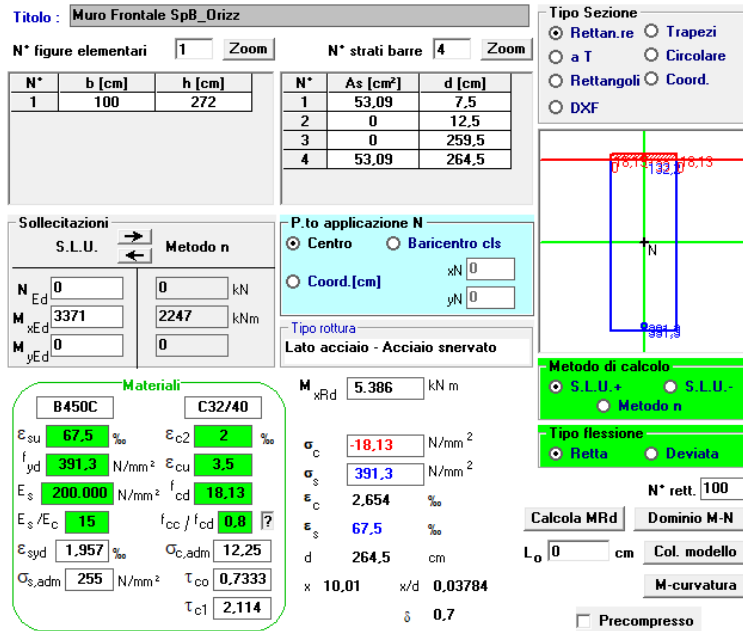 Titolo : Muro Frontale SpB_Orizz
N° figure elementari 1 Zoom N° strati barre 4 Zoom
N° b [cm] h [cm]
1 100 272
N° As [cm²] d [cm]
1 53,09 7,5
2 0 12,5
3 0 259,5
4 53,09 264,5
Tipo Sezione
Rettan.re Trapezi
a T Circolare
Rettangoli Coord.
DXF
Sollecitazioni
S.L.U. Metodo n
N Ed 0 0 kN
M xEd 3371 2247 kNm
M yEd 0 0
P.to applicazione N
Centro Baricentro cls
Coord.[cm] xN 0
yN 0
Tipo rottura
Lato acciaio - Acciaio snervato
N
Metodo di calcolo
S.L.U.+ S.L.U.-
Metodo n
Tipo flessione
Retta Deviata
Materiali
B450C C32/40
εsu 67,5 ‰ εc2 2 ‰
fyd 391,3 N/mm² εcu 3,5
Es 200.000 N/mm² fcd 18,13
Es/Ec 15 fcc / fcd 0,8 ?
εsyd 1,957 ‰ σc,adm 12,25
σs,adm 255 N/mm² τco 0,7333
τc1 2,114
M xRd 5.386 kN m
σc -18,13 N/mm²
σs 391,3 N/mm²
εc 2,654 ‰
εs 67,5 ‰
d 264,5 cm
x 10,01 x/d 0,03784
δ 0,7
N° rett. 100
Calcola MRd Dominio M-N
Lo 0 cm Col. modello
M-curvatura
Precompresso